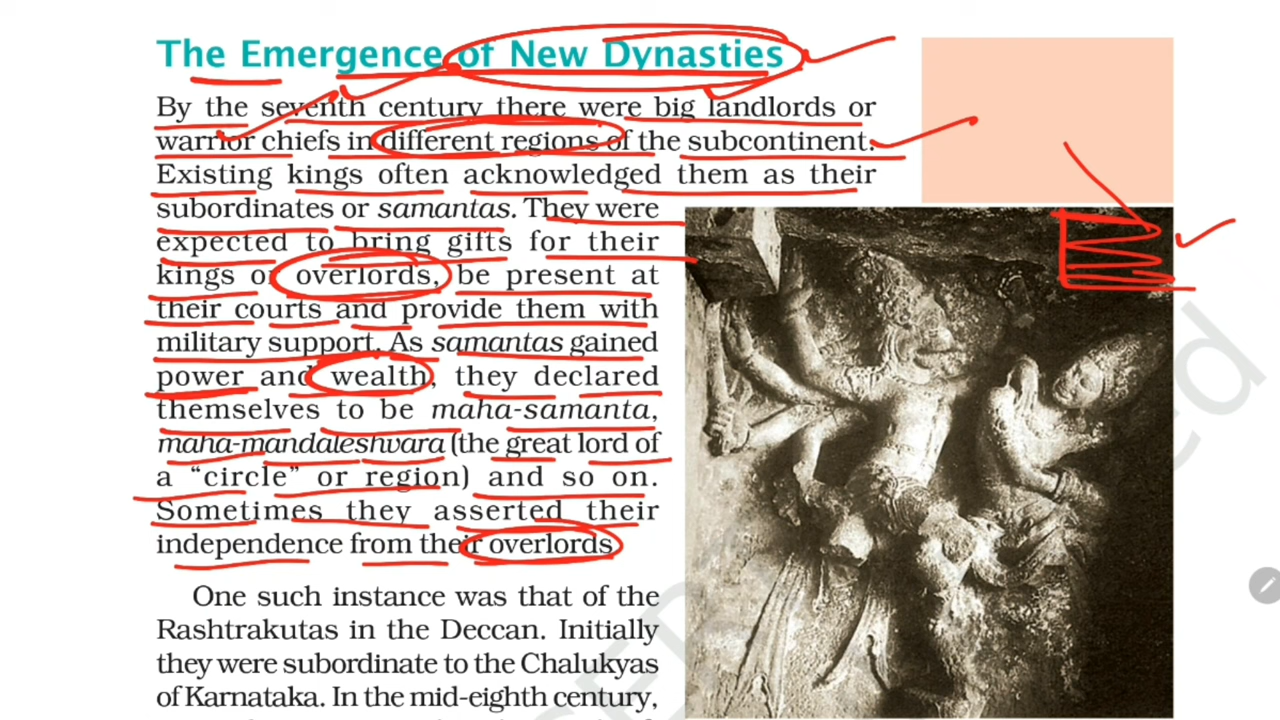 The Emergence of New Dynasties
By the seventh century there were big landlords or
warrior chiefs in different regions of the subcontinent.
Existing kings often acknowledged them as their
subordinates or samantas. They were
expected to bring gifts for their
kings or overlords, be present at
their courts and provide them with
military support. As samantas gained
power and wealth, they declared
themselves to be maha-samanta,
maha-mandaleshvara (the great lord of
a “circle” or region) and so on.
Sometimes they asserted their
independence from their overlords
One such instance was that of the
Rashtrakutas in the Deccan. Initially
they were subordinate to the Chalukyas
of Karnataka. In the mid-eighth century,